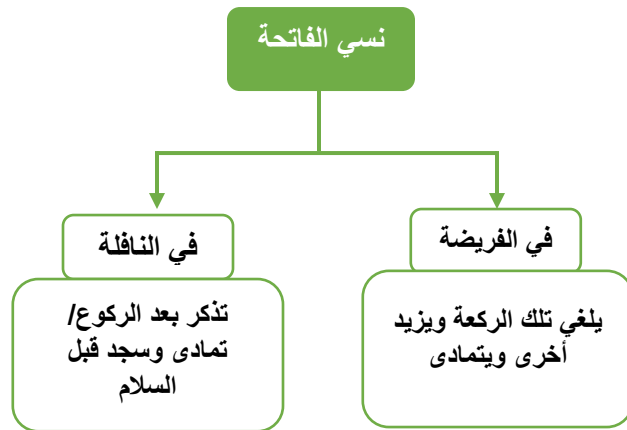 نسي الفاتحة
في الفريضة
يلغي تلك الركعة ويزيد
أخرى ويتمادى
في النافلة
تذكر بعد الركوع/
تمادى وسجد قبل
السلام